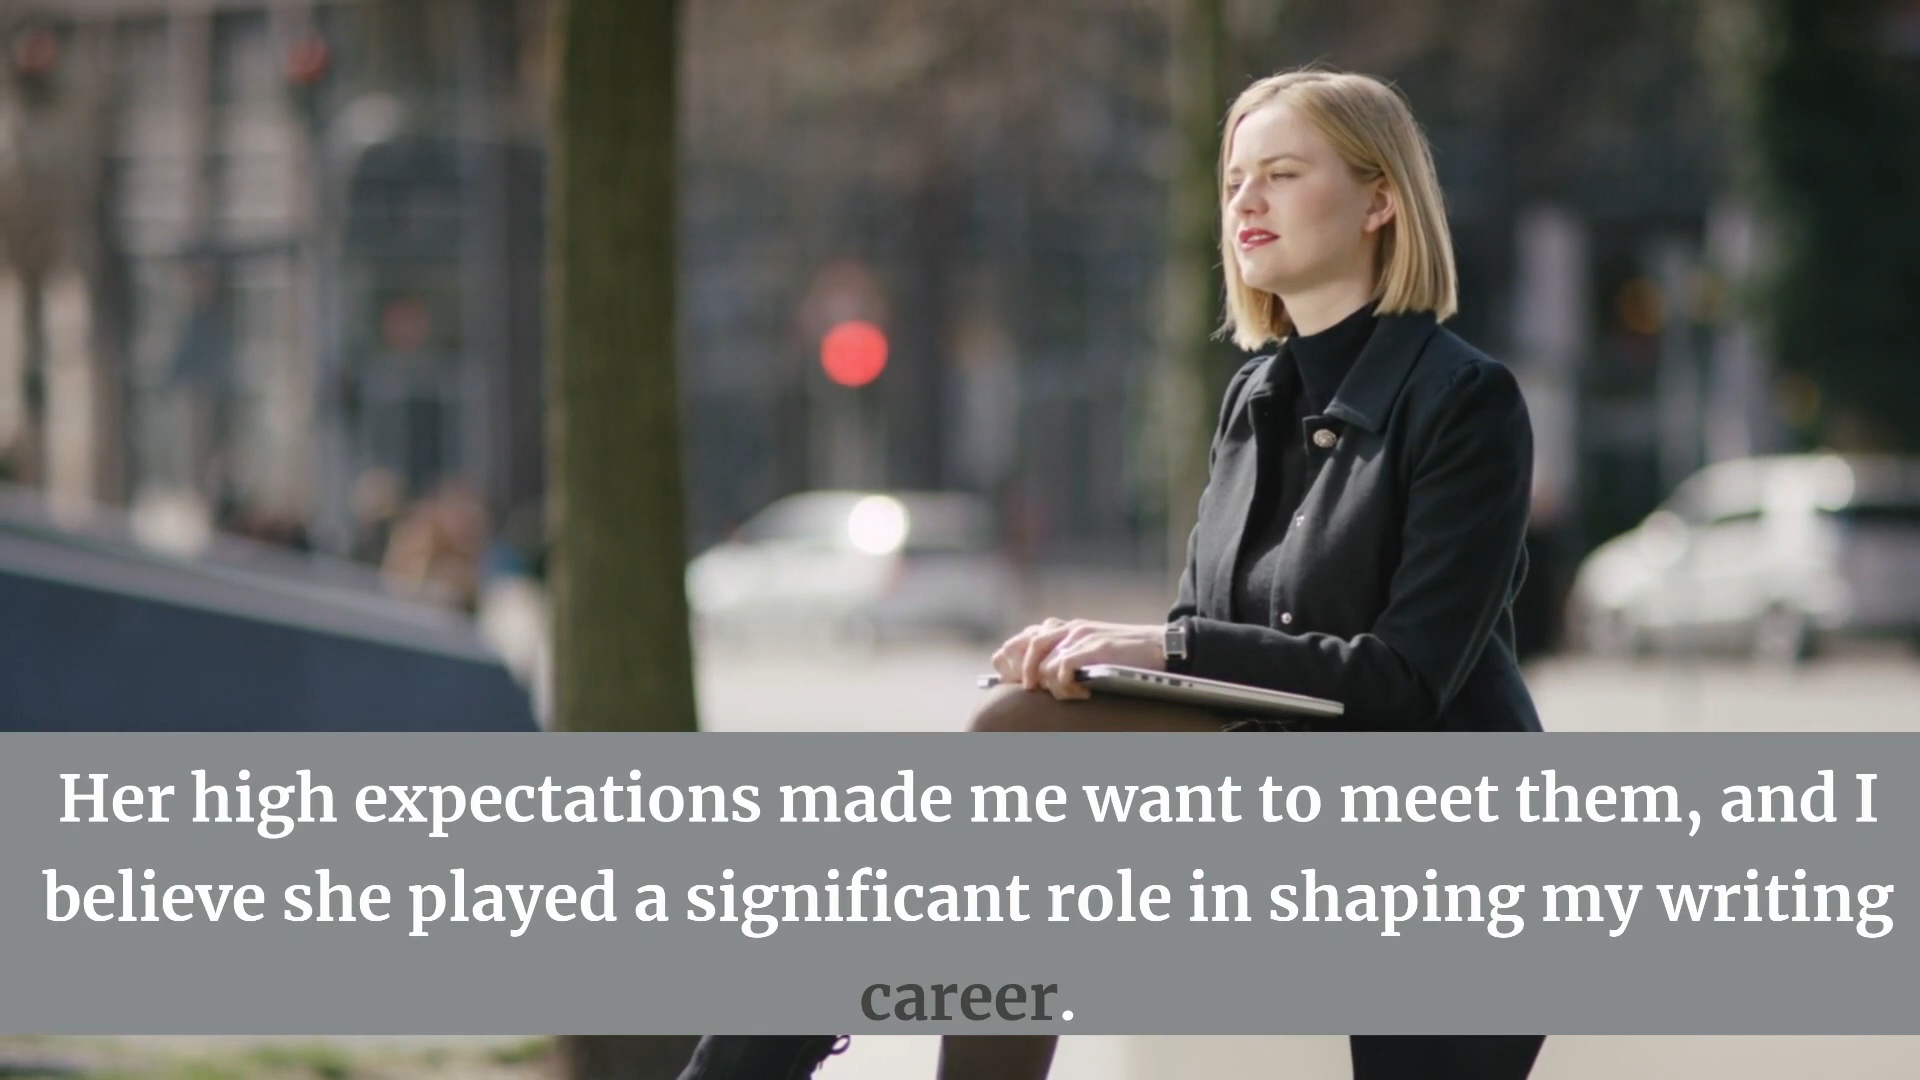 Her high expectations made me want to meet them, and I
believe she played a significant role in shaping my writing
career.